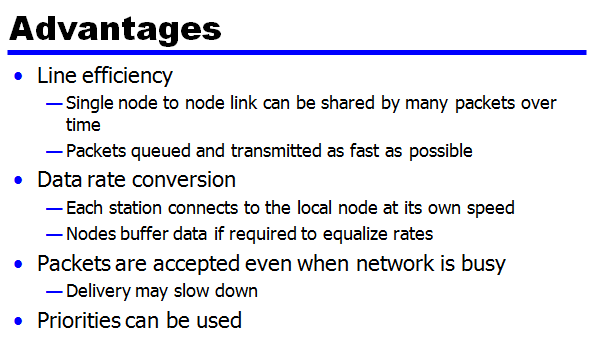 Advantages
• Line efficiency
— Single node to node link can be shared by many packets over
time
— Packets queued and transmitted as fast as possible
• Data rate conversion
— Each station connects to the local node at its own speed
— Nodes buffer data if required to equalize rates
• Packets are accepted even when network is busy
— Delivery may slow down
• Priorities can be used